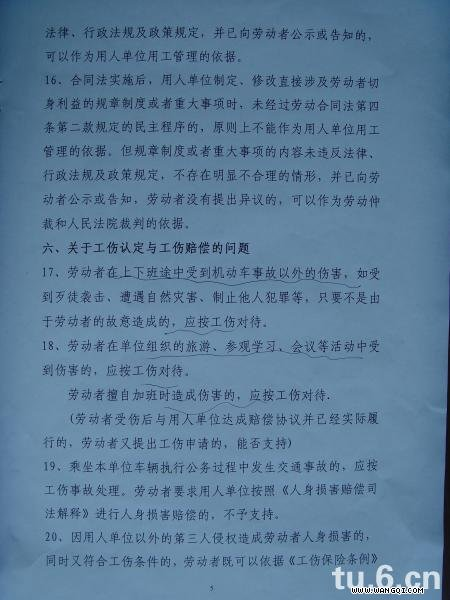 法律、行政法规及政策规定，并已向劳动者公示或告知的，
可以作为用人单位用工管理的依据。
16、合同法实施后，用人单位制定、修改直接涉及劳动者切
身利益的规章制度或者重大事项时，未经过劳动合同法第四
条第二款规定的民主程序的，原则上不能作为用人单位用工
管理的依据。但规章制度或者重大事项的内容未违反法律、
行政法规及政策规定，不存在明显不合理的情形，并已向劳
动者公示或告知，劳动者没有提出异议的，可以作为劳动仲
裁和人民法院裁判的依据。
六、关于工伤认定与工伤赔偿的问题
17、劳动者在上下班途中受到机动车事故以外的伤害，如受
到歹徒袭击、遭遇自然灾害、制止他人犯罪等，只要不是由
于劳动者的故意造成的，应按工伤对待。
18、劳动者在单位组织的旅游、参观学习、会议等活动中受
到伤害的，应按工伤对待。
劳动者擅自加班时造成伤害的，应按工伤对待.
(劳动者受伤后与用人单位达成赔偿协议并已经实际履
行的，劳动者又提出工伤申请的，能否支持)
19、乘坐本单位车辆执行公务过程中发生交通事故的，应按
工伤事故处理。劳动者要求用人单位按照《人身损害赔偿司
法解释》进行人身损害赔偿的，不予支持。
20、因用人单位以外的第三人侵权造成劳动者人身损害的，
同时又符合工伤条件的，劳动者既可以依据《工伤保险条例》
5
tu.6.cn
www.wangqi.com